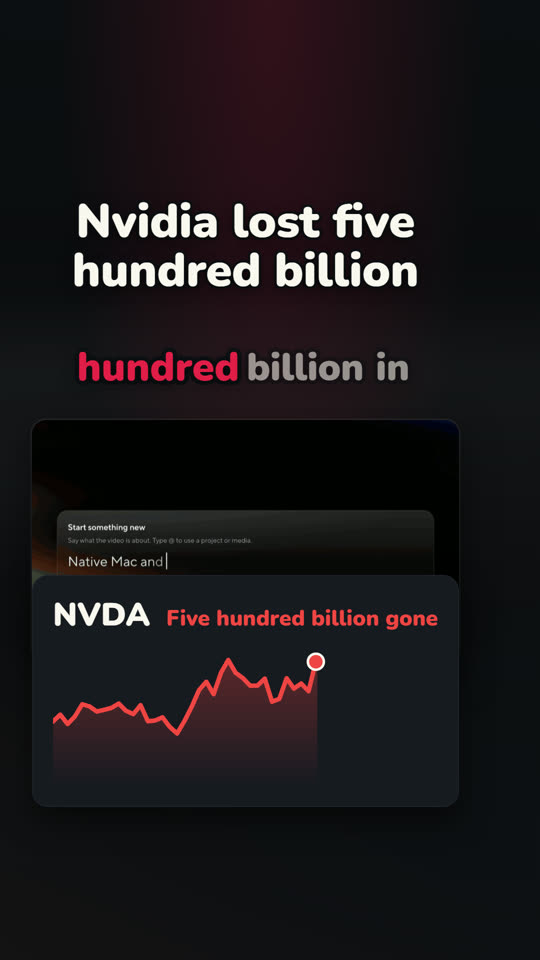 Nvidia lost five
hundred billion
hundred billion in
Start something new
Say what the video is about. Type @ to use a project or media.
Native Mac and
NVDA Five hundred billion gone